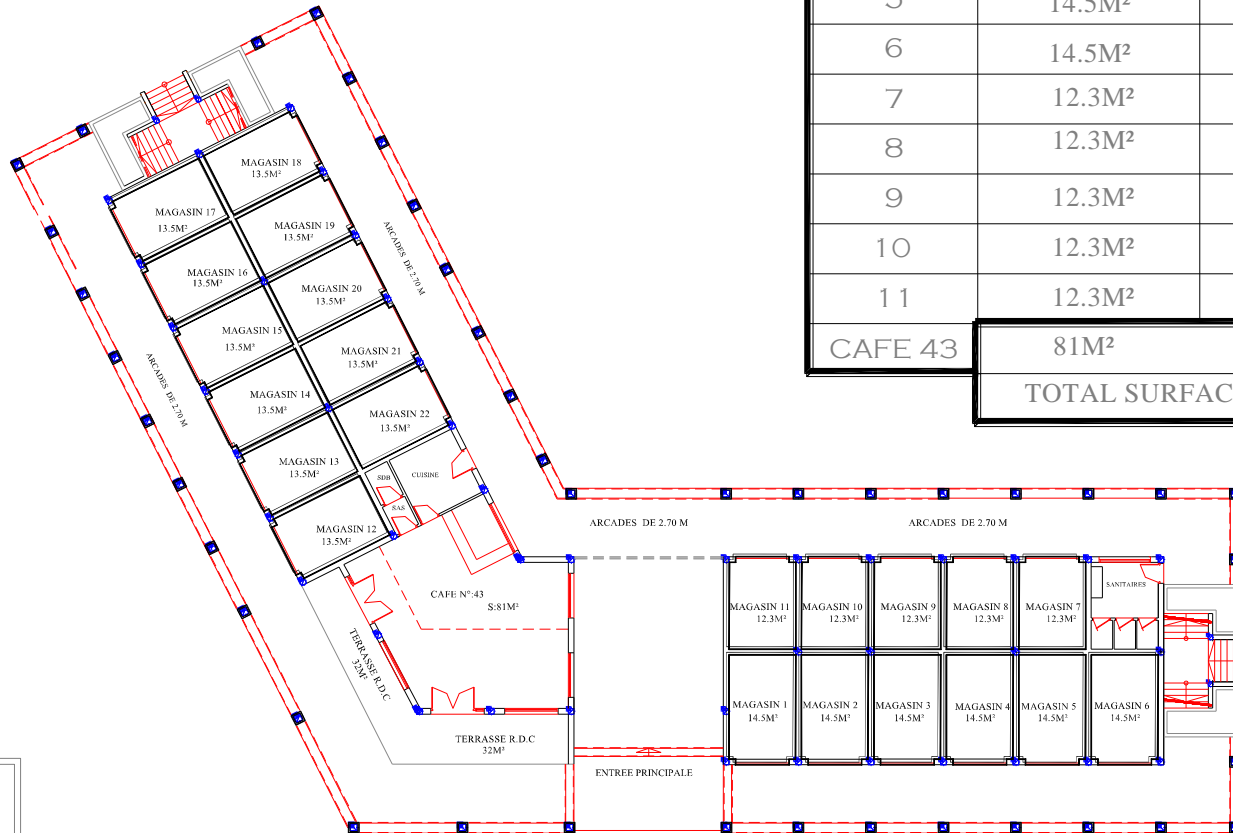 5 14.5M²
6 14.5M²
7 12.3M²
8 12.3M²
9 12.3M²
10 12.3M²
11 12.3M²
CAFE 43 81M²
TOTAL SURFAC
MAGASIN 18
13.5M²
MAGASIN 17
13.5M²
MAGASIN 19
13.5M²
MAGASIN 16
13.5M²
MAGASIN 20
13.5M²
MAGASIN 15
13.5M²
MAGASIN 21
13.5M²
MAGASIN 14
13.5M²
MAGASIN 22
13.5M²
MAGASIN 13
13.5M²
MAGASIN 12
13.5M²
ARCADES DE 2.70 M
ARCADES DE 2.70 M
SDB
CUISINE
SAS
ARCADES DE 2.70 M
ARCADES DE 2.70 M
CAFE N°:43
S:81M²
TERRASSE R.D.C
32M²
TERRASSE R.D.C
32M²
ENTREE PRINCIPALE
SANITAIRES
MAGASIN 11
12.3M²
MAGASIN 10
12.3M²
MAGASIN 9
12.3M²
MAGASIN 8
12.3M²
MAGASIN 7
12.3M²
MAGASIN 1
14.5M²
MAGASIN 2
14.5M²
MAGASIN 3
14.5M²
MAGASIN 4
14.5M²
MAGASIN 5
14.5M²
MAGASIN 6
14.5M²